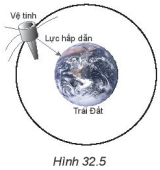 Vệ tinh
Lực hấp dẫn
Trái Đất
Hình 32.5